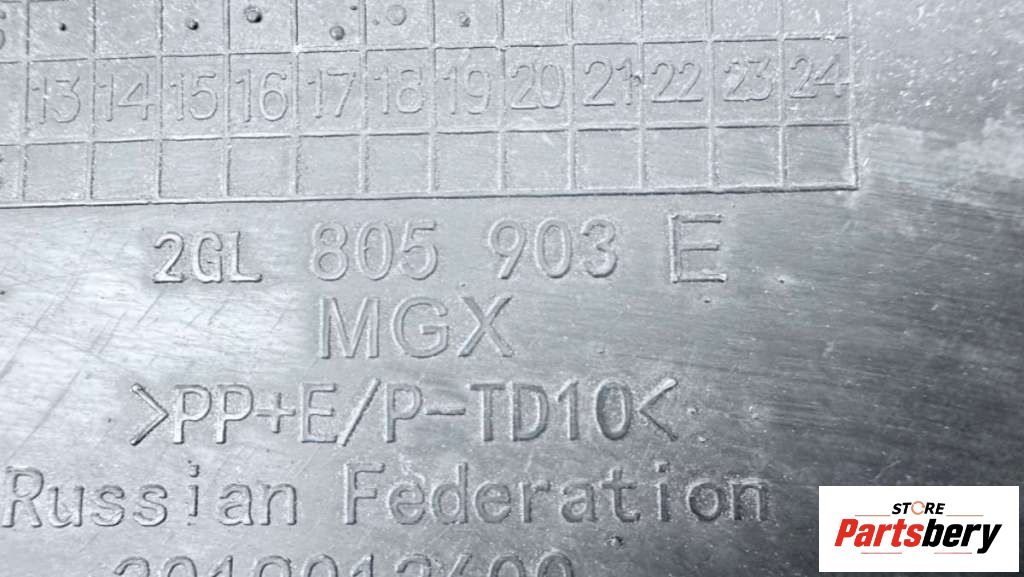 13 14 15 16 17 18 19 20 21 22 23 24
2GL 805 903 E
MGX
>PP+E/P-TD10<
Russian Federation
STORE
Partsbery